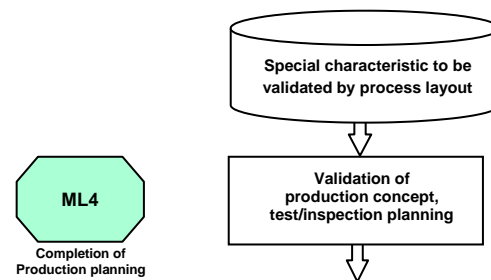 Special characteristic to be
validated by process layout
Validation of
production concept,
test/inspection planning
ML4
Completion of
Production planning